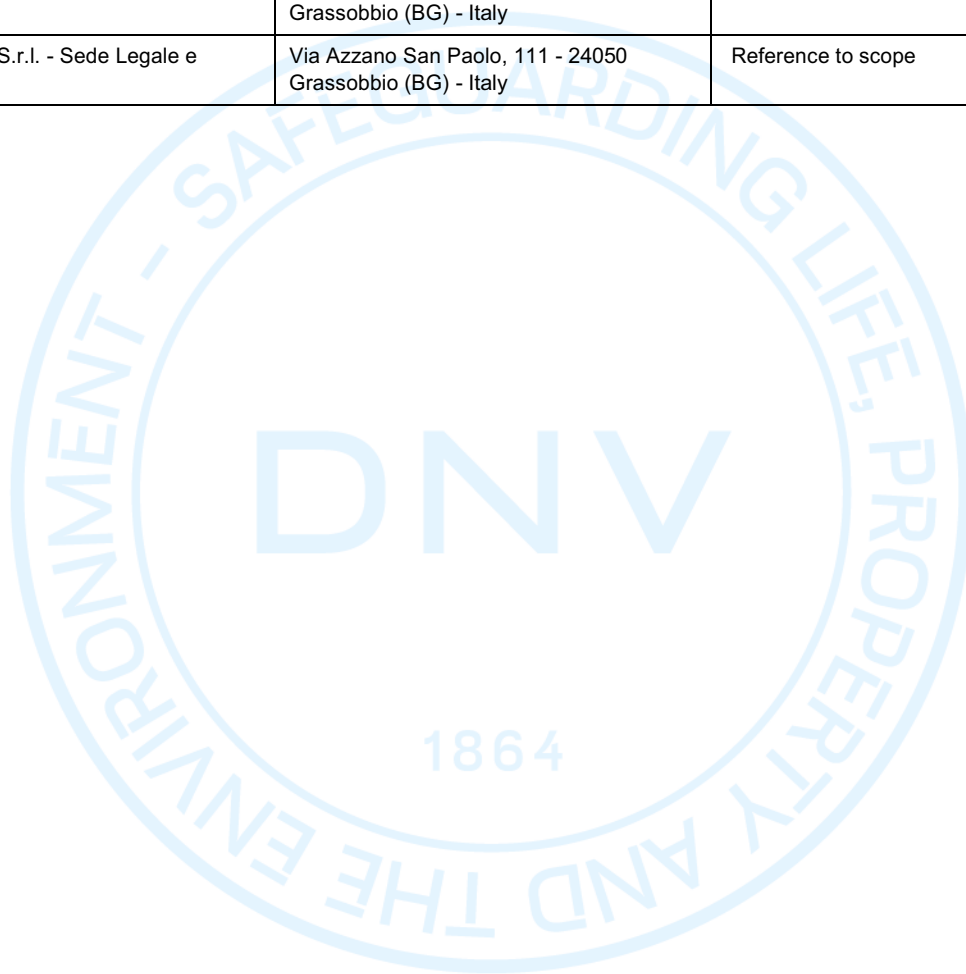 Grassobbio (BG) - Italy
S.r.l. - Sede Legale e
Via Azzano San Paolo, 111 - 24050
Grassobbio (BG) - Italy
Reference to scope
SAFEGUARDING LIFE, PROPERTY AND THE ENVIRONMENT -
DNV
1864